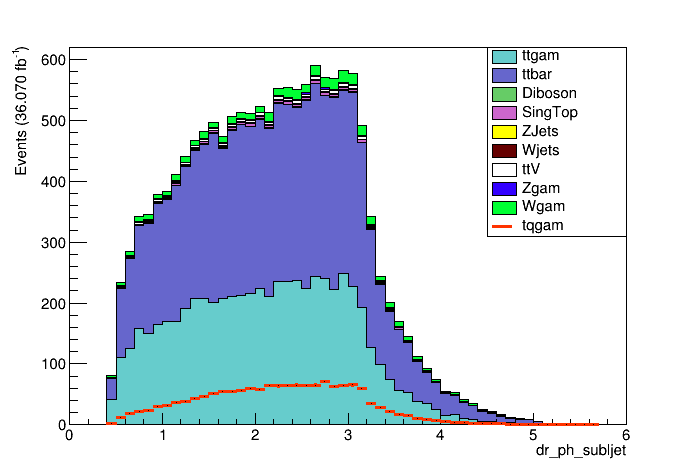 Events (36.070 fb⁻¹)
600
500
400
300
200
100
0
0 1 2 3 4 5 6
dr_ph_subljet
ttgam
ttbar
Diboson
SingTop
ZJets
Wjets
ttV
Zgam
Wgam
tqgam